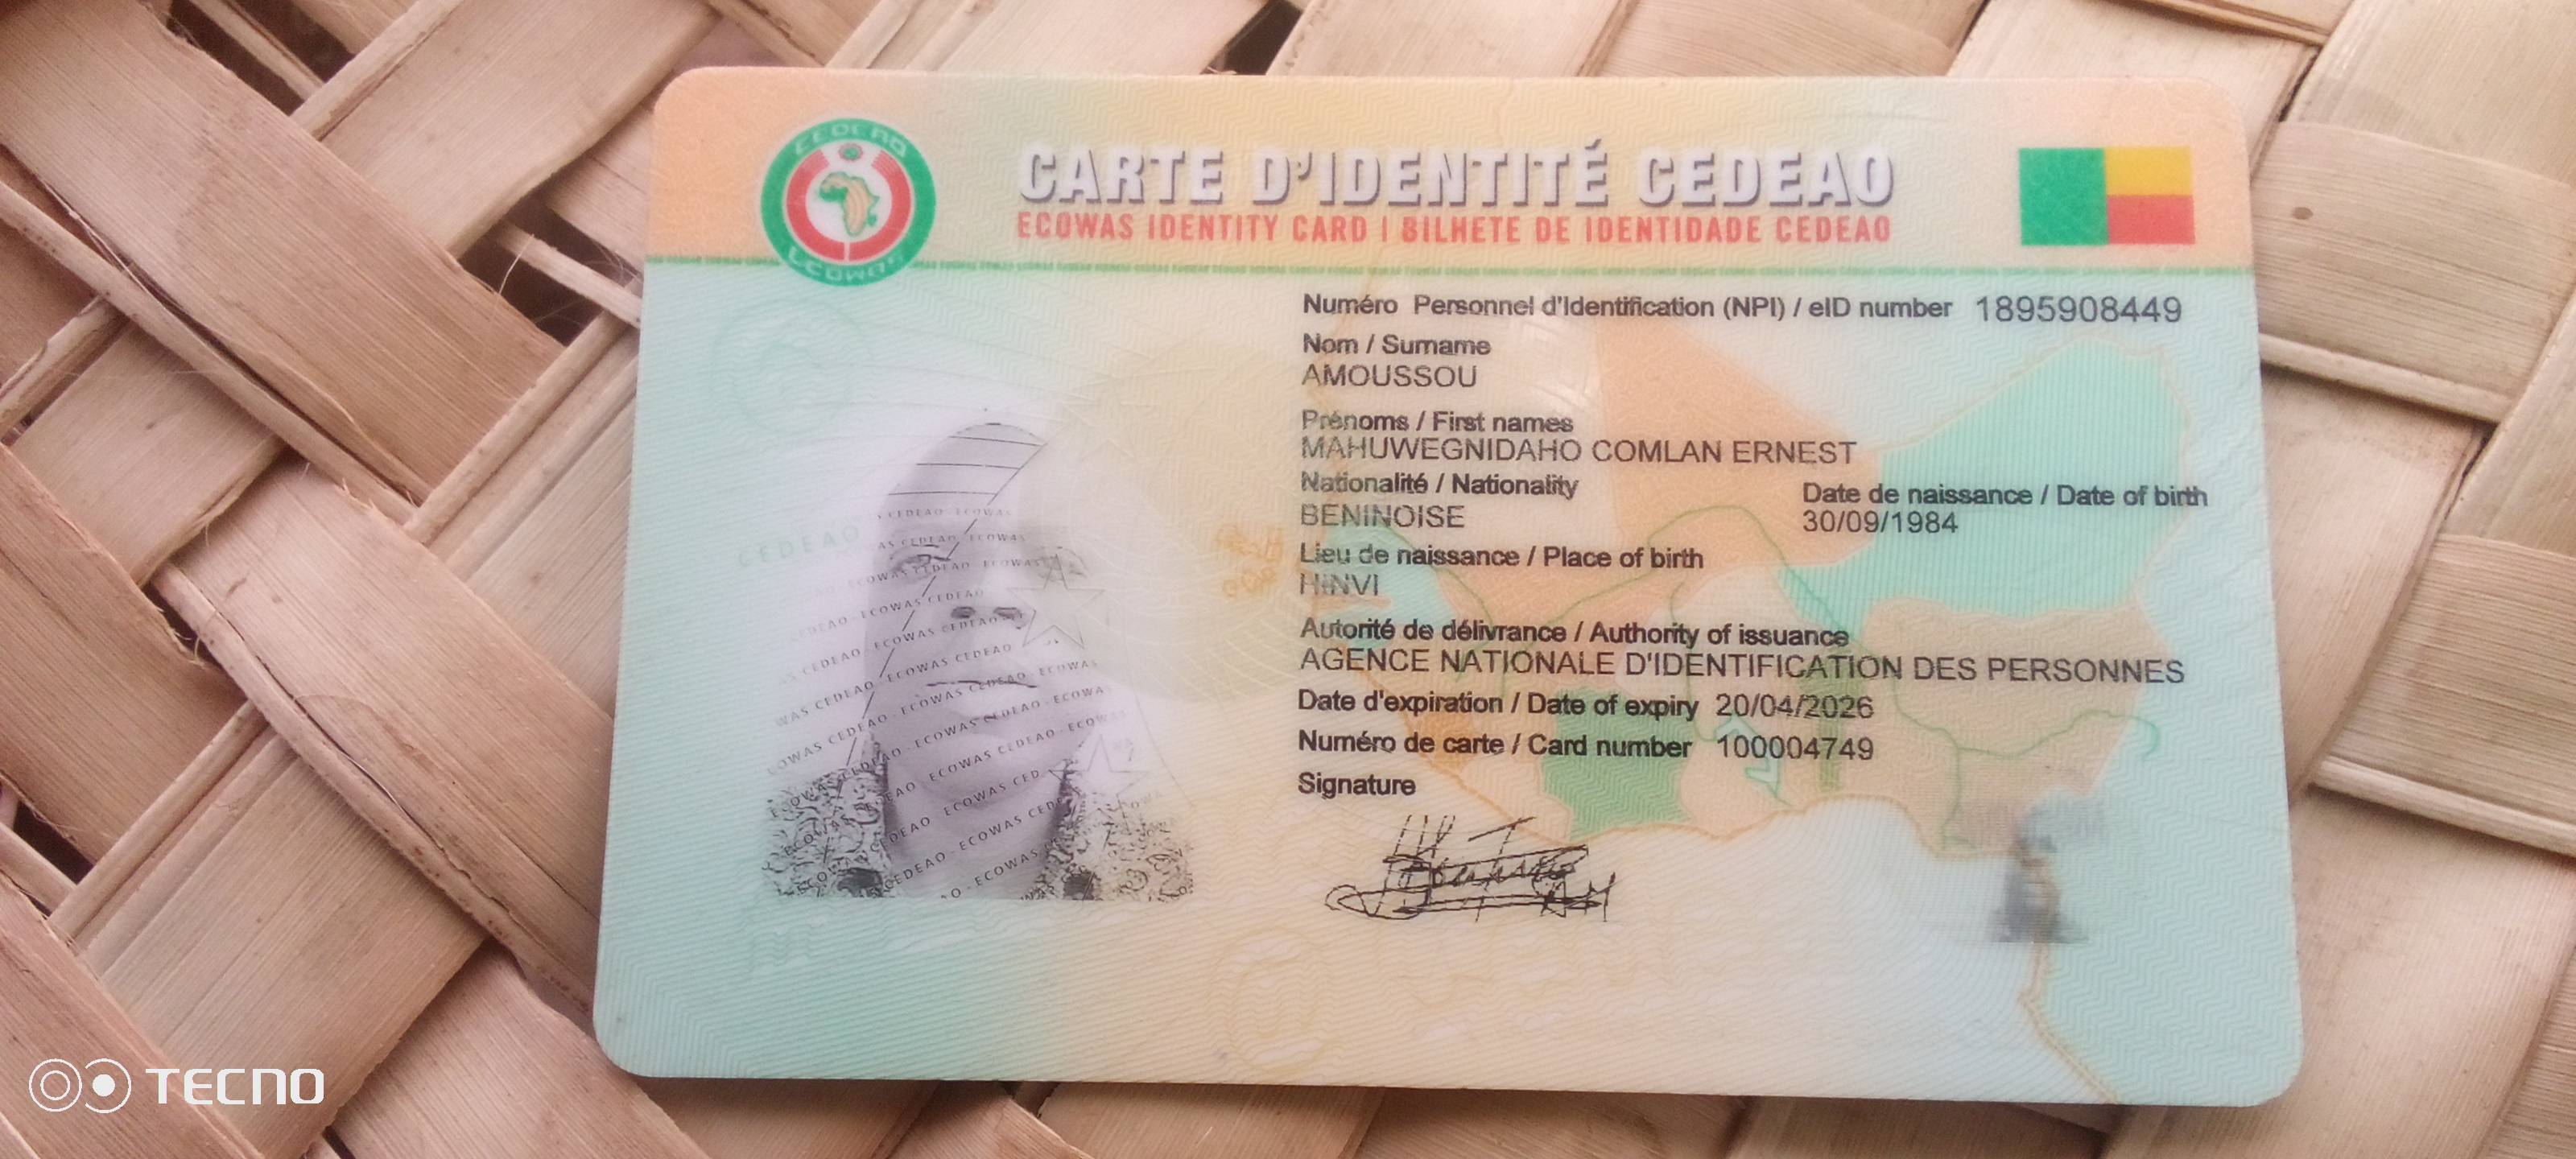 CEDEAO
ECOWAS
CARTE D'IDENTITÉ CEDEAO
ECOWAS IDENTITY CARD | BILHETE DE IDENTIDADE CEDEAO
Numéro Personnel d'Identification (NPI) / eID number 1895908449
Nom / Surname
AMOUSSOU
Prénoms / First names
MAHUWEGNIDAHO COMLAN ERNEST
Nationalité / Nationality
BENINOISE
Date de naissance / Date of birth
30/09/1984
Lieu de naissance / Place of birth
HINVI
Autorité de délivrance / Authority of issuance
AGENCE NATIONALE D'IDENTIFICATION DES PERSONNES
Date d'expiration / Date of expiry 20/04/2026
Numéro de carte / Card number 100004749
Signature
CEDEAO
TECNO